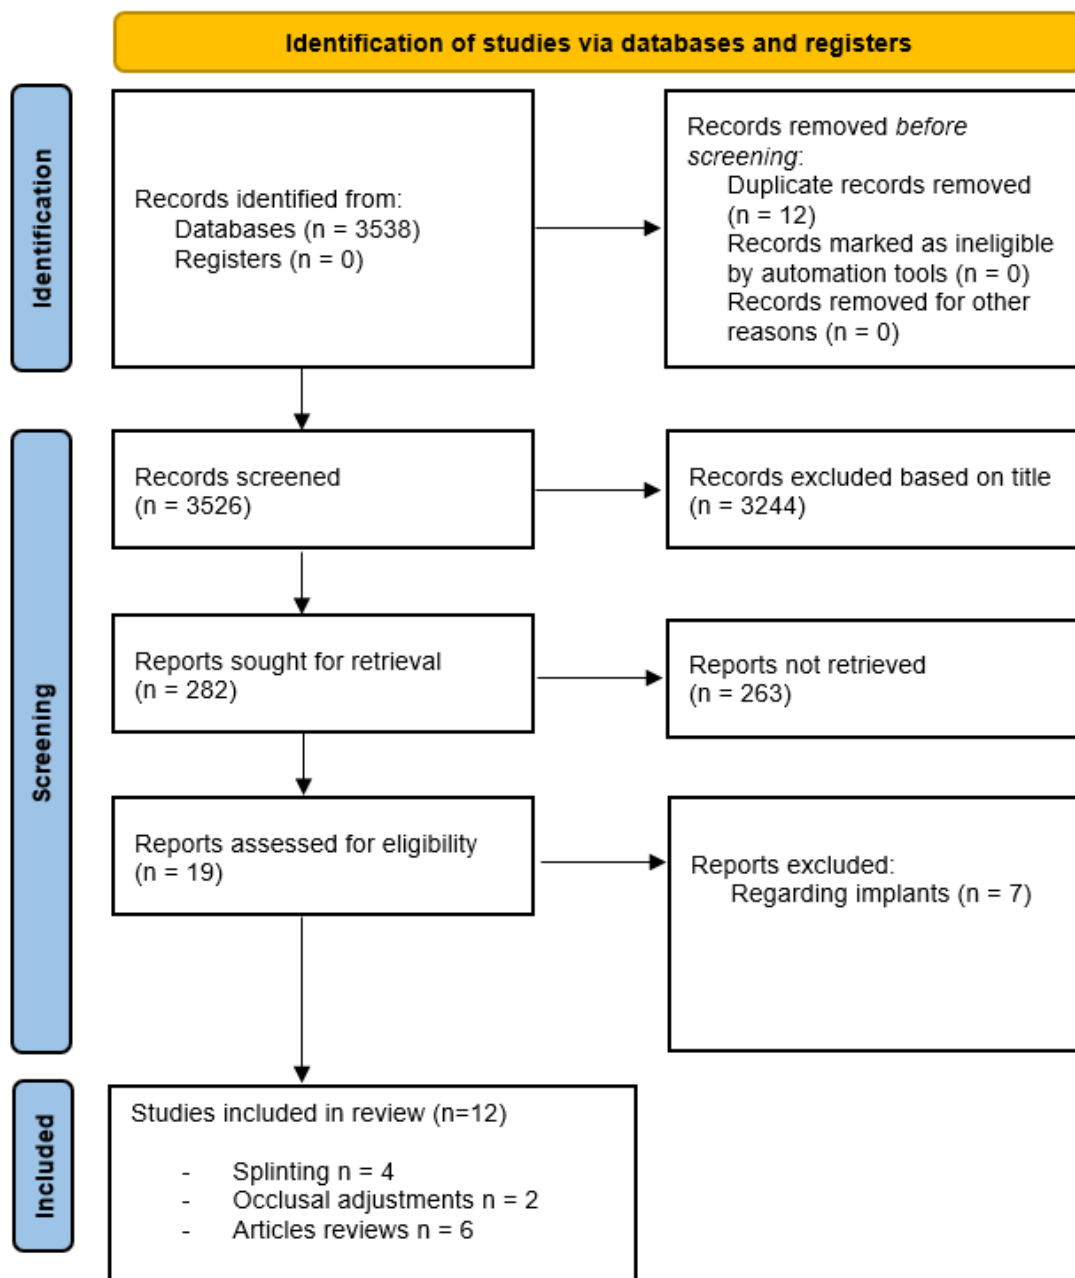 Identification of studies via databases and registers
Identification
Records identified from:
Databases (n = 3538)
Registers (n = 0)
Records removed before
screening:
Duplicate records removed
(n = 12)
Records marked as ineligible
by automation tools (n = 0)
Records removed for other
reasons (n = 0)
Screening
Records screened
(n = 3526)
Records excluded based on title
(n = 3244)
Reports sought for retrieval
(n = 282)
Reports not retrieved
(n = 263)
Reports assessed for eligibility
(n = 19)
Reports excluded:
Regarding implants (n = 7)
Included
Studies included in review (n=12)
- Splinting n = 4
- Occlusal adjustments n = 2
- Articles reviews n = 6